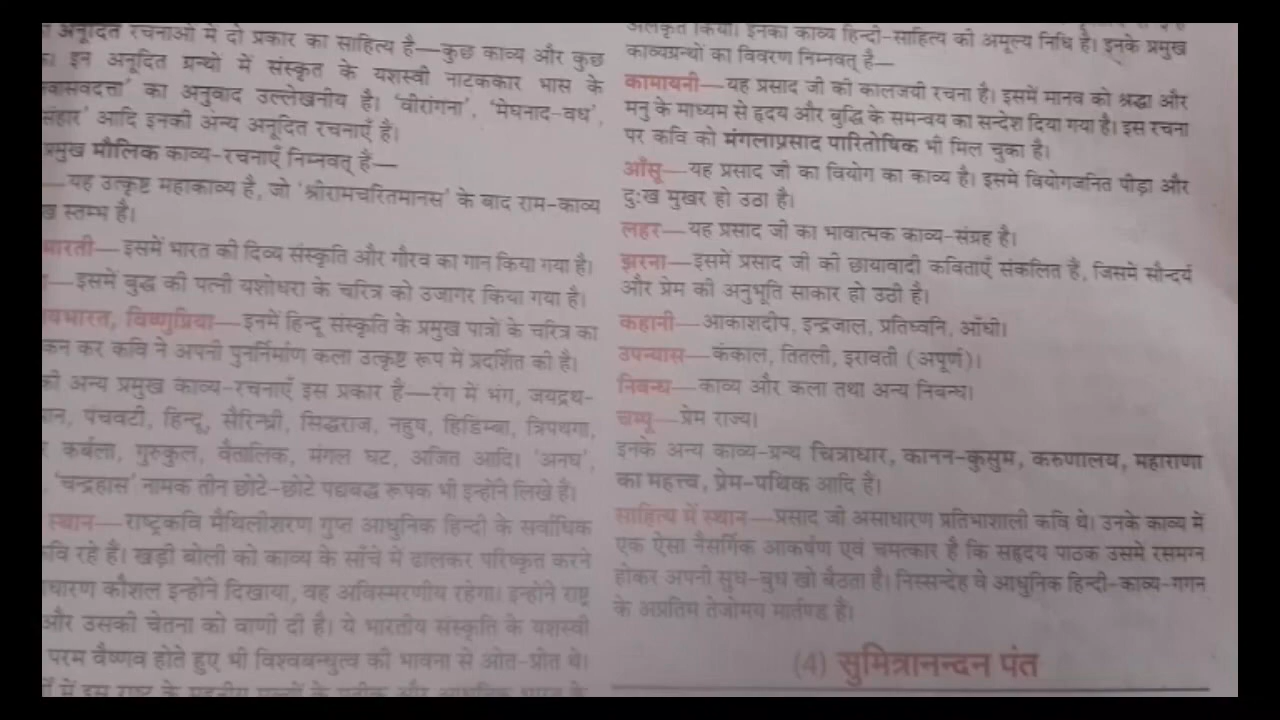 अनूदित रचनाओं में दो प्रकार का साहित्य है—कुछ काव्य और कुछ
इन अनूदित ग्रन्थों में संस्कृत के यशस्वी नाटककार भास के
का अनुवाद उल्लेखनीय है। 'वीरांगना', 'मेघनाद-वध',
आदि इनकी अन्य अनूदित रचनाएँ हैं।
प्रमुख मौलिक काव्य-रचनाएँ निम्नवत् हैं—
—यह उत्कृष्ट महाकाव्य है, जो 'श्रीरामचरितमानस' के बाद राम-काव्य
स्तम्भ है।
भारती—इसमें भारत की दिव्य संस्कृति और गौरव का गान किया गया है।
—इसमें बुद्ध की पत्नी यशोधरा के चरित्र को उजागर किया गया है।
विष्णुप्रिया—इनमें हिन्दू संस्कृति के प्रमुख पात्रों के चरित्र का
कर कवि ने अपनी पुनर्निर्माण कला उत्कृष्ट रूप में प्रदर्शित की है।
अन्य प्रमुख काव्य-रचनाएँ इस प्रकार हैं—रंग में भंग, जयद्रथ-
पंचवटी, हिन्दू, सैरिन्ध्री, सिद्धराज, नहुष, हिडिम्बा, त्रिपथगा,
कर्बला, गुरुकुल, वैतालिक, मंगल घट, अजित आदि। 'अनघ',
'चन्द्रहास' नामक तीन छोटे-छोटे पद्यबद्ध रूपक भी इन्होंने लिखे हैं।
स्थान—राष्ट्रकवि मैथिलीशरण गुप्त आधुनिक हिन्दी के सर्वाधिक
रहे हैं। खड़ी बोली को काव्य के साँचे में ढालकर परिष्कृत करने
कौशल इन्होंने दिखाया, वह अविस्मरणीय रहेगा। इन्होंने राष्ट्र
और उसकी चेतना को वाणी दी है। ये भारतीय संस्कृति के यशस्वी
परम वैष्णव होते हुए भी विश्वबन्धुत्व की भावना से ओत-प्रोत थे।
अलंकृत किया। इनका काव्य हिन्दी-साहित्य की अमूल्य निधि है। इनके प्रमुख
काव्यग्रन्थों का विवरण निम्नवत् है—
कामायनी—यह प्रसाद जी की कालजयी रचना है। इसमें मानव को श्रद्धा और
मनु के माध्यम से हृदय और बुद्धि के समन्वय का सन्देश दिया गया है। इस रचना
पर कवि को मंगलाप्रसाद पारितोषिक भी मिल चुका है।
आँसू—यह प्रसाद जी का वियोग का काव्य है। इसमें वियोगजनित पीड़ा और
दुःख मुखर हो उठा है।
लहर—यह प्रसाद जी का भावात्मक काव्य-संग्रह है।
झरना—इसमें प्रसाद जी की छायावादी कविताएँ संकलित हैं, जिसमें सौन्दर्य
और प्रेम की अनुभूति साकार हो उठी है।
कहानी—आकाशदीप, इन्द्रजाल, प्रतिध्वनि, आँधी।
उपन्यास—कंकाल, तितली, इरावती (अपूर्ण)।
निबन्ध—काव्य और कला तथा अन्य निबन्ध।
चम्पू—प्रेम राज्य।
इनके अन्य काव्य-ग्रन्थ चित्राधार, कानन-कुसुम, करुणालय, महाराणा
का महत्त्व, प्रेम-पथिक आदि हैं।
साहित्य में स्थान—प्रसाद जी असाधारण प्रतिभाशाली कवि थे। उनके काव्य में
एक ऐसा नैसर्गिक आकर्षण एवं चमत्कार है कि सहृदय पाठक उसमें रसमग्न
होकर अपनी सुध-बुध खो बैठता है। निस्सन्देह वे आधुनिक हिन्दी-काव्य-गगन
के अप्रतिम तेजोमय मार्तण्ड हैं।
(4) सुमित्रानन्दन पंत